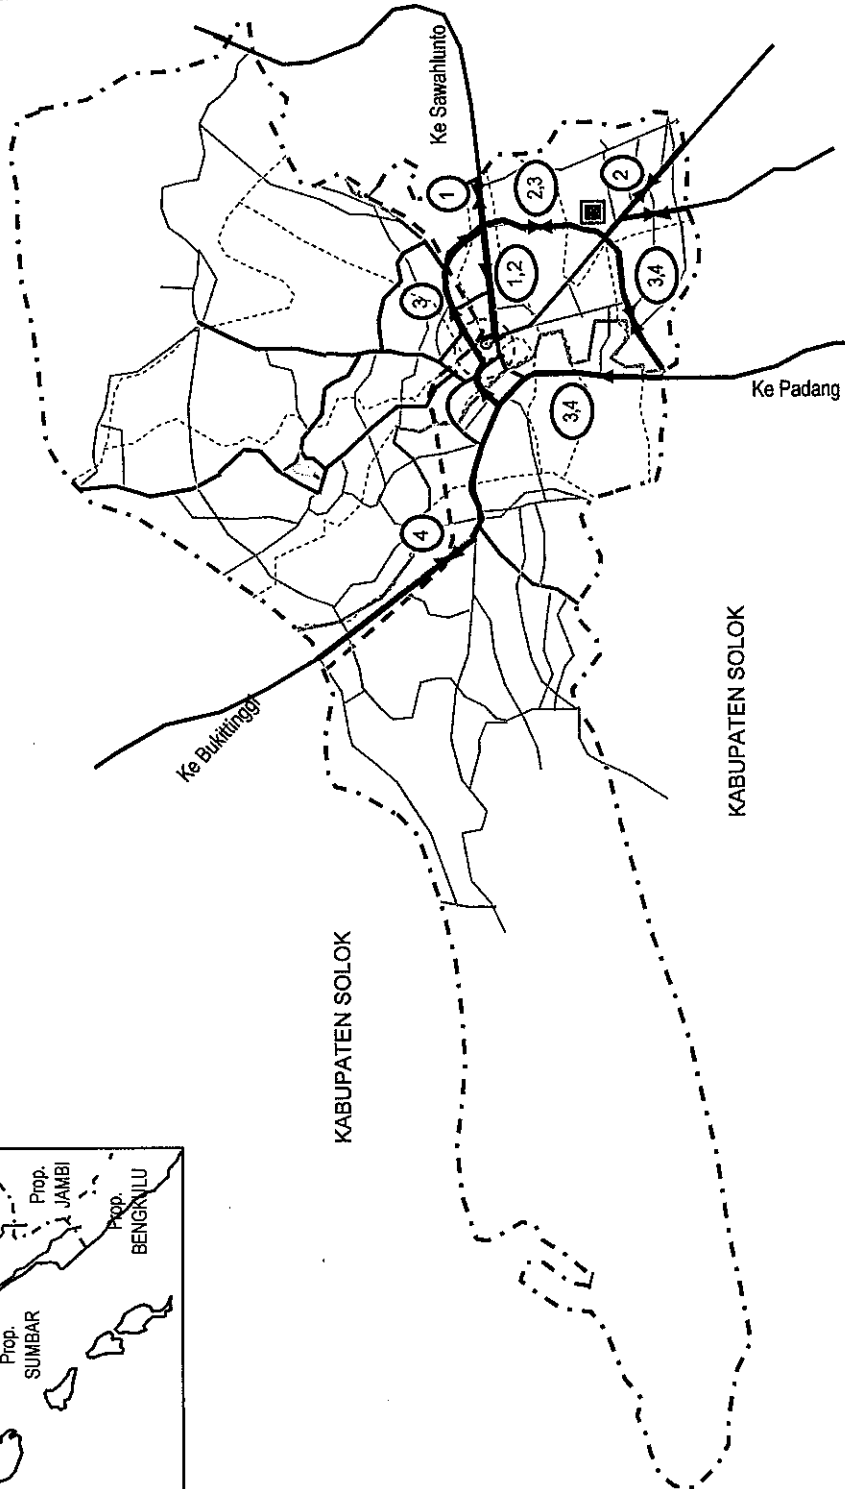 Prop.
SUMBAR
Prop.
JAMBI
Prop.
BENGKULU
Ke Bukittinggi
KABUPATEN SOLOK
4
3
Ke Sawahlunto
1
1,2
2,3
3,4
2
3,4
KABUPATEN SOLOK
Ke Padang